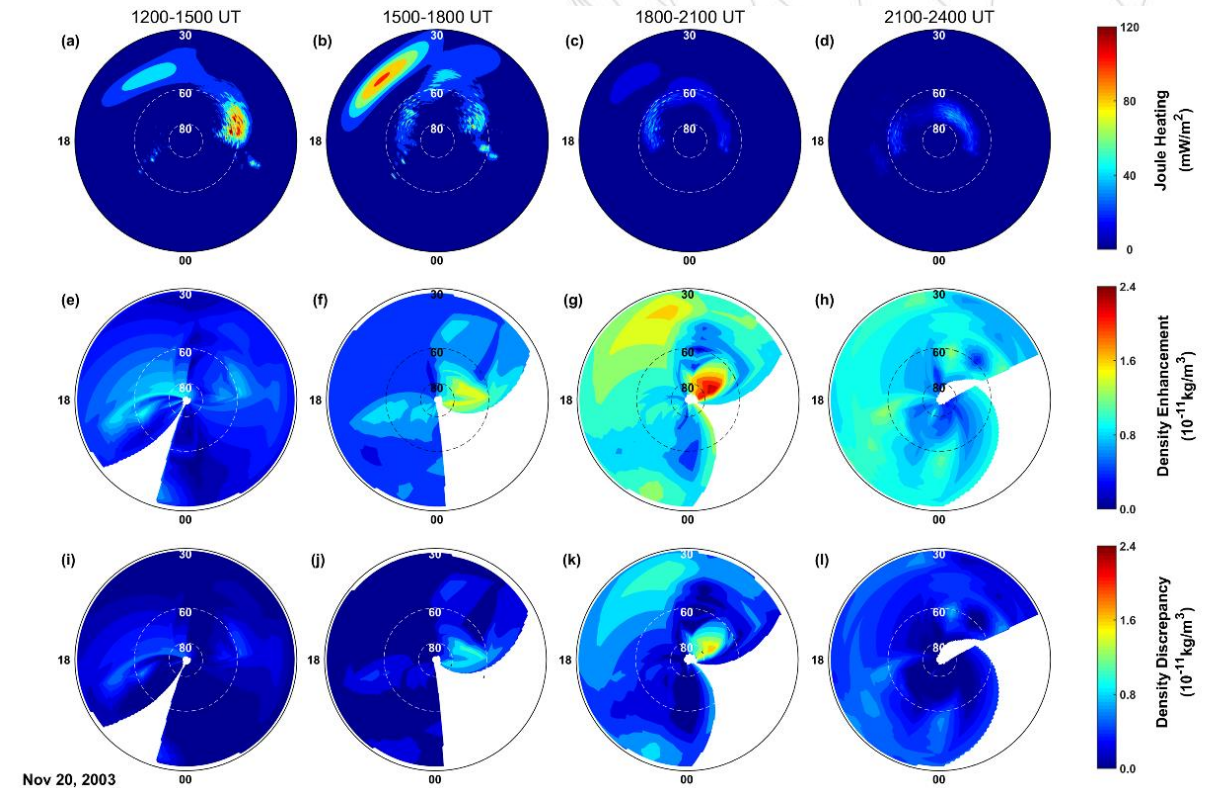 1200-1500 UT 1500-1800 UT 1800-2100 UT 2100-2400 UT
(a) 30 60 80 18 00
(b) 30 60 80 18 00
(c) 30 60 80 18 00
(d) 30 60 80 18 00
120
80
40
0
Joule Heating
(mW/m²)
(e) 30 60 80 18 00
(f) 30 60 80 18 00
(g) 30 60 80 18 00
(h) 30 60 80 18 00
2.4
1.6
0.8
0.0
Density Enhancement
(10⁻¹¹kg/m³)
(i) 30 60 80 18 00
(j) 30 60 80 18 00
(k) 30 60 80 18 00
(l) 30 60 80 18 00
2.4
1.6
0.8
0.0
Density Discrepancy
(10⁻¹¹kg/m³)
Nov 20, 2003